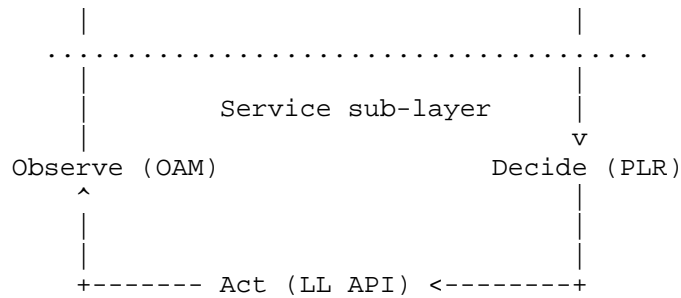 Service sub-layer
Observe (OAM) Decide (PLR)
Act (LL API)